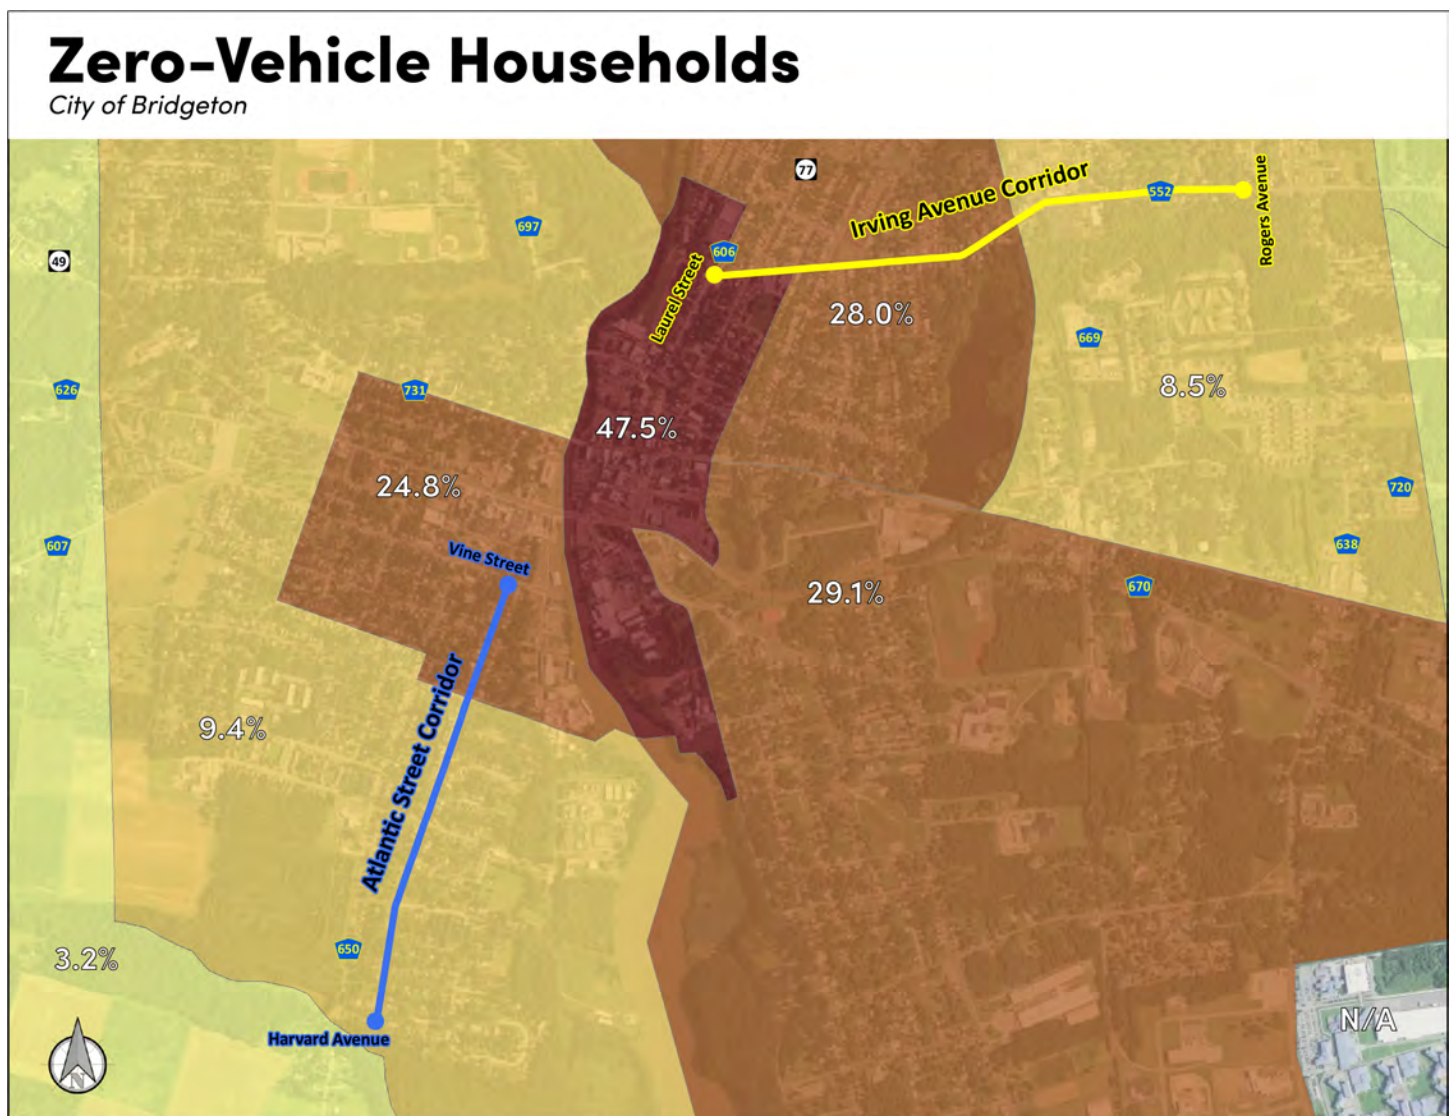 Zero-Vehicle Households
City of Bridgeton
77
Irving Avenue Corridor
552
Rogers Avenue
697
49
606
Laurel Street
28.0%
669
626
731
8.5%
47.5%
24.8%
720
607
Vine Street
638
29.1%
670
Atlantic Street Corridor
9.4%
650
3.2%
N/A
Harvard Avenue
N